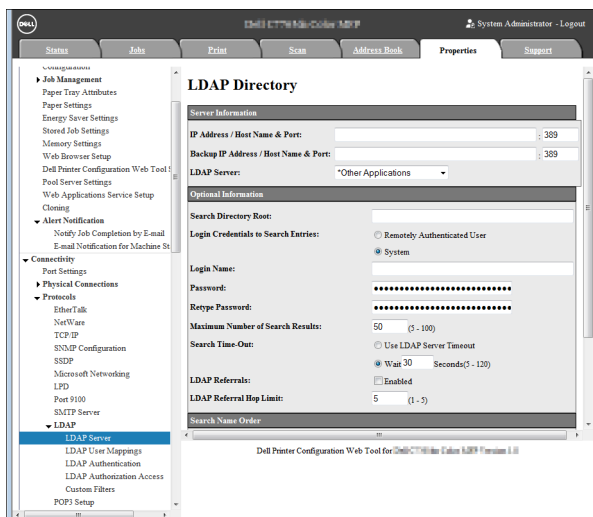 DELL
System Administrator - Logout
Status
Jobs
Print
Scan
Address Book
Properties
Support
Configuration
Job Management
Paper Tray Attributes
Paper Settings
Energy Saver Settings
Stored Job Settings
Memory Settings
Web Browser Setup
Dell Printer Configuration Web Tool
Pool Server Settings
Web Applications Service Setup
Cloning
Alert Notification
Notify Job Completion by E-mail
E-mail Notification for Machine St
Connectivity
Port Settings
Physical Connections
Protocols
EtherTalk
NetWare
TCP/IP
SNMP Configuration
SSDP
Microsoft Networking
LPD
Port 9100
SMTP Server
LDAP
LDAP Server
LDAP User Mappings
LDAP Authentication
LDAP Authorization Access
Custom Filters
POP3 Setup
LDAP Directory
Server Information
IP Address / Host Name & Port: : 389
Backup IP Address / Host Name & Port: : 389
LDAP Server: *Other Applications
Optional Information
Search Directory Root:
Login Credentials to Search Entries: Remotely Authenticated User
System
Login Name:
Password:
Retype Password:
Maximum Number of Search Results: 50 (5 - 100)
Search Time-Out: Use LDAP Server Timeout
Wait 30 Seconds(5 - 120)
LDAP Referrals: Enabled
LDAP Referral Hop Limit: 5 (1 - 5)
Search Name Order
Dell Printer Configuration Web Tool for